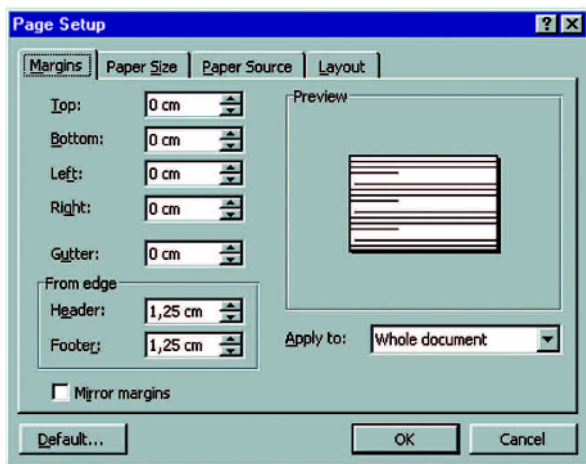 Page Setup
Margins Paper Size Paper Source Layout
Top: 0 cm
Bottom: 0 cm
Left: 0 cm
Right: 0 cm
Gutter: 0 cm
From edge
Header: 1,25 cm
Footer: 1,25 cm
Mirror margins
Preview
Apply to: Whole document
Default... OK Cancel